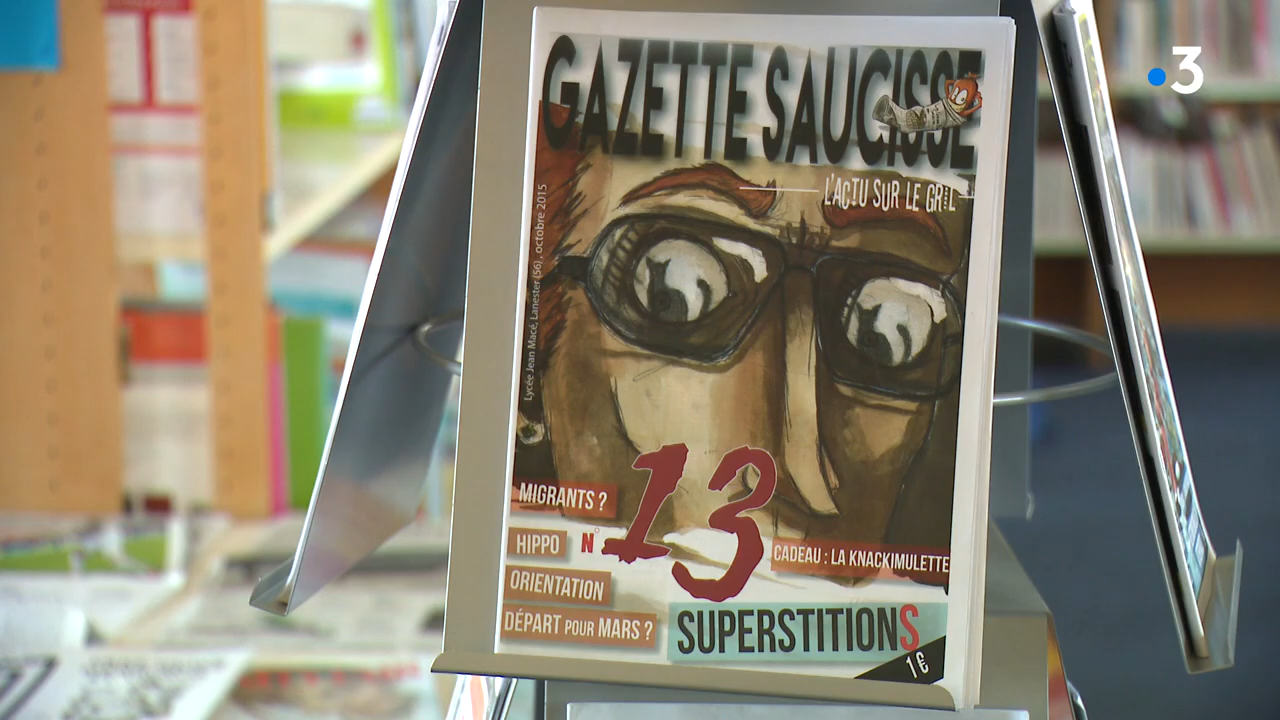 3
GAZETTE SAUCISSE
L'ACTU SUR LE GRIL
Lycée Jean Macé, Lanester (56), octobre 2015
MIGRANTS ?
HIPPO
N° 13
CADEAU : LA KNACKIMULETTE
ORIENTATION
DÉPART POUR MARS ?
SUPERSTITIONS
1€